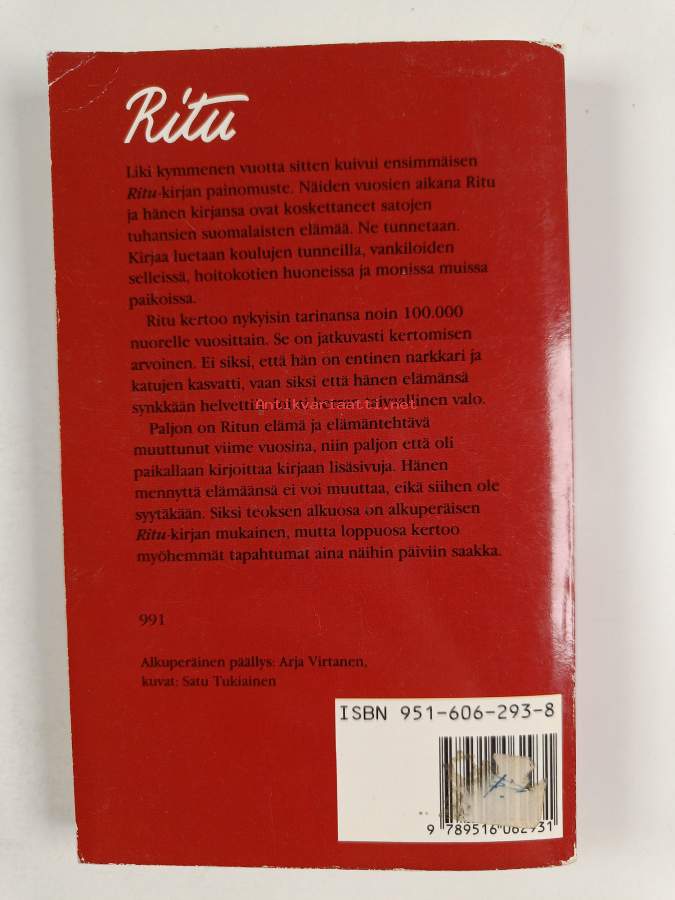 Ritu
Liki kymmenen vuotta sitten kuivui ensimmäisen
Ritu-kirjan painomuste. Näiden vuosien aikana Ritu
ja hänen kirjansa ovat koskettaneet satojen
tuhansien suomalaisten elämää. Ne tunnetaan.
Kirjaa luetaan koulujen tunneilla, vankiloiden
selleissä, hoitokotien huoneissa ja monissa muissa
paikoissa.
Ritu kertoo nykyisin tarinansa noin 100.000
nuorelle vuosittain. Se on jatkuvasti kertomisen
arvoinen. Ei siksi, että hän on entinen narkkari ja
katujen kasvatti, vaan siksi että hänen elämänsä
synkkään helvettiin taivaallinen valo.
Antikvariaatti.net
Paljon on Ritun elämä ja elämäntehtävä
muuttunut viime vuosina, niin paljon että oli
paikallaan kirjoittaa kirjaan lisäsivuja. Hänen
mennyttä elämäänsä ei voi muuttaa, eikä siihen ole
syytäkään. Siksi teoksen alkuosa on alkuperäisen
Ritu-kirjan mukainen, mutta loppuosa kertoo
myöhemmät tapahtumat aina näihin päiviin saakka.
991
Alkuperäinen päällys: Arja Virtanen,
kuvat: Satu Tukiainen
ISBN 951-606-293-8
9 789516 062931